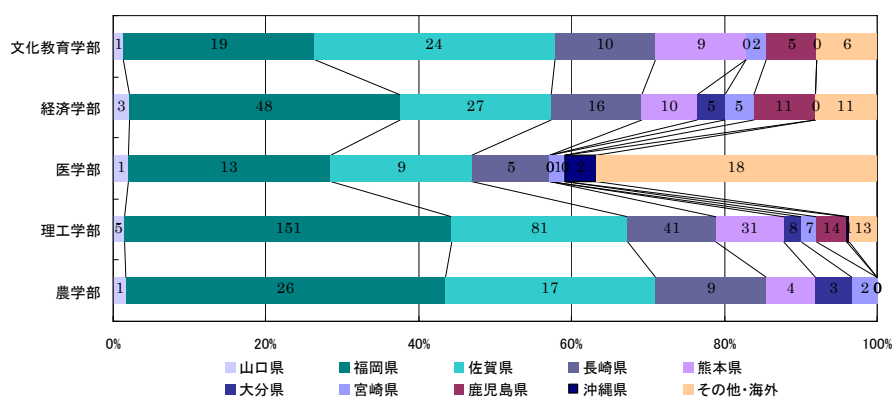 文化教育学部 1 19 24 10 9 0 2 5 0 6
経済学部 3 48 27 16 10 5 5 11 0 11
医学部 1 13 9 5 0 1 0 2 18
理工学部 5 151 81 41 31 8 7 14 1 13
農学部 1 26 17 9 4 3 2 0
0% 20% 40% 60% 80% 100%
山口県 福岡県 佐賀県 長崎県 熊本県
大分県 宮崎県 鹿児島県 沖縄県 その他・海外